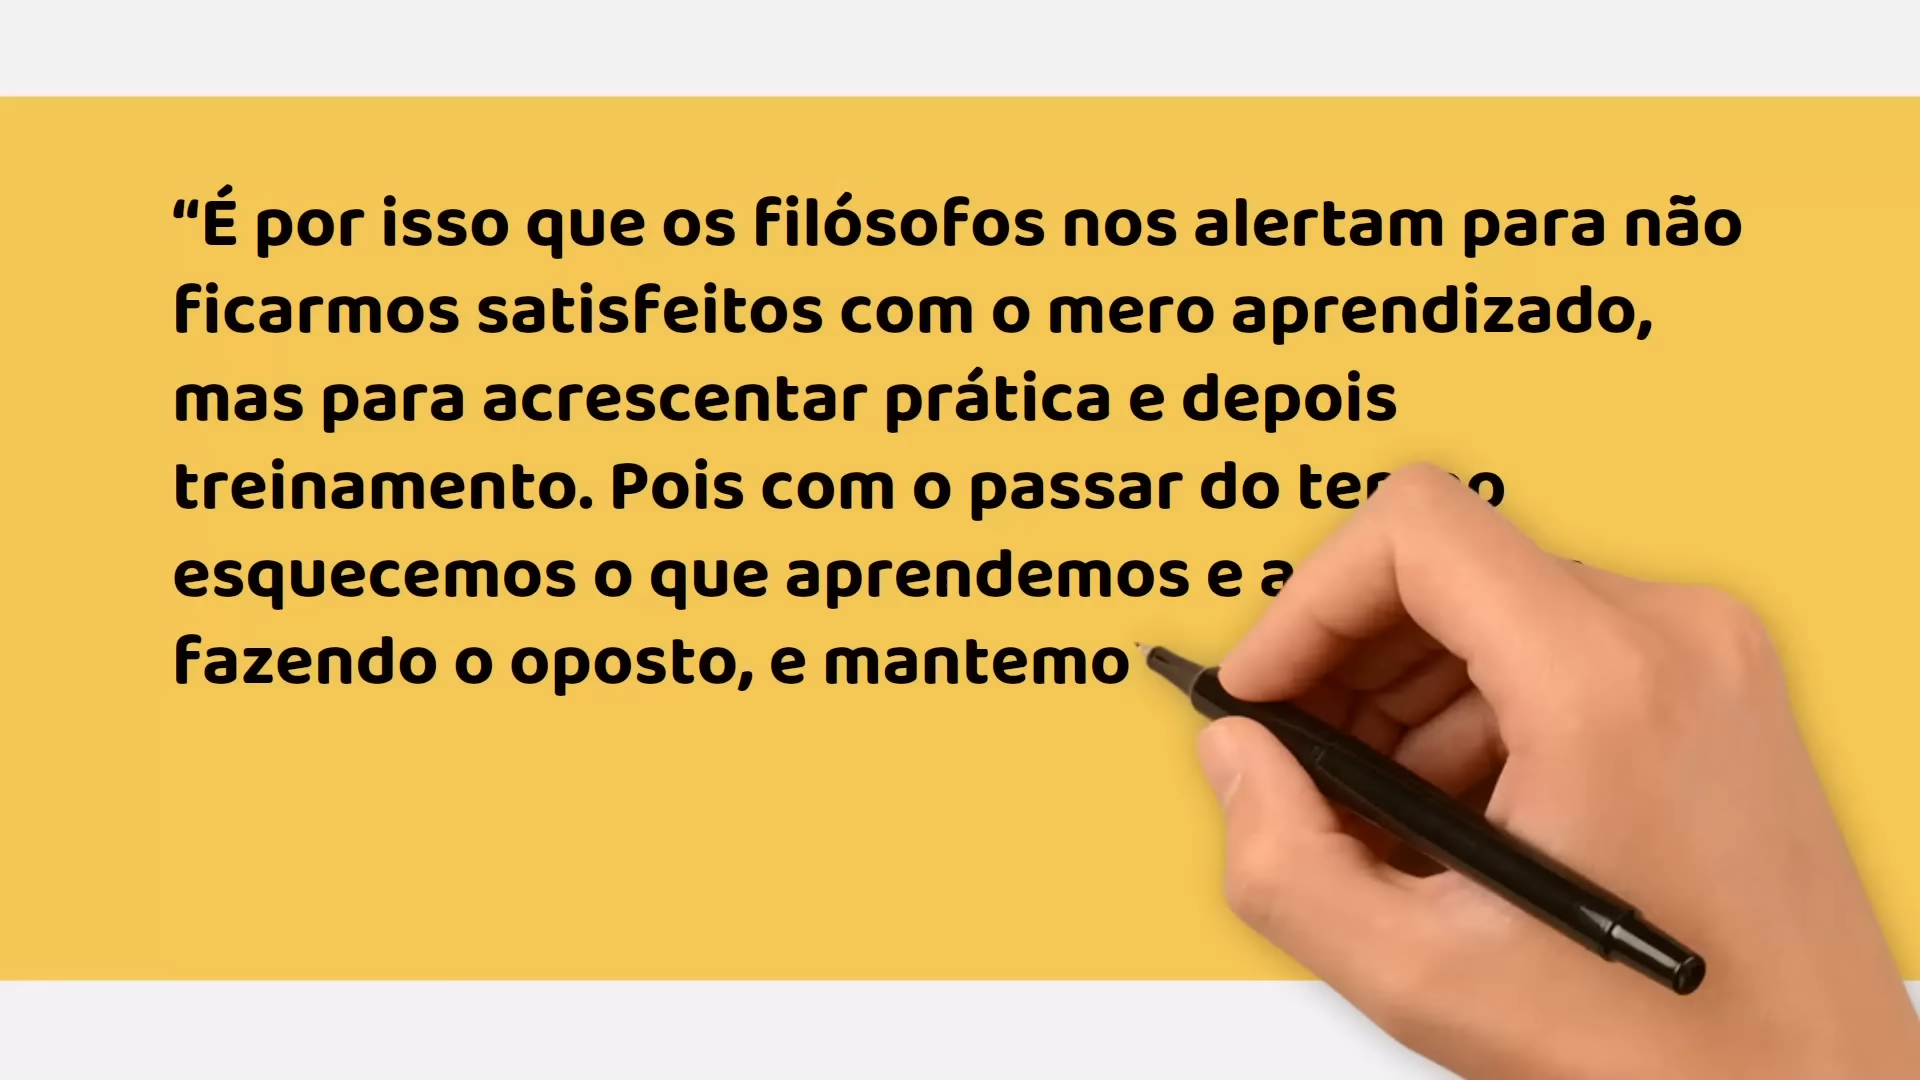 “É por isso que os filósofos nos alertam para não
ficarmos satisfeitos com o mero aprendizado,
mas para acrescentar prática e depois
treinamento. Pois com o passar do tempo
esquecemos o que aprendemos e
fazendo o oposto, e mantemo